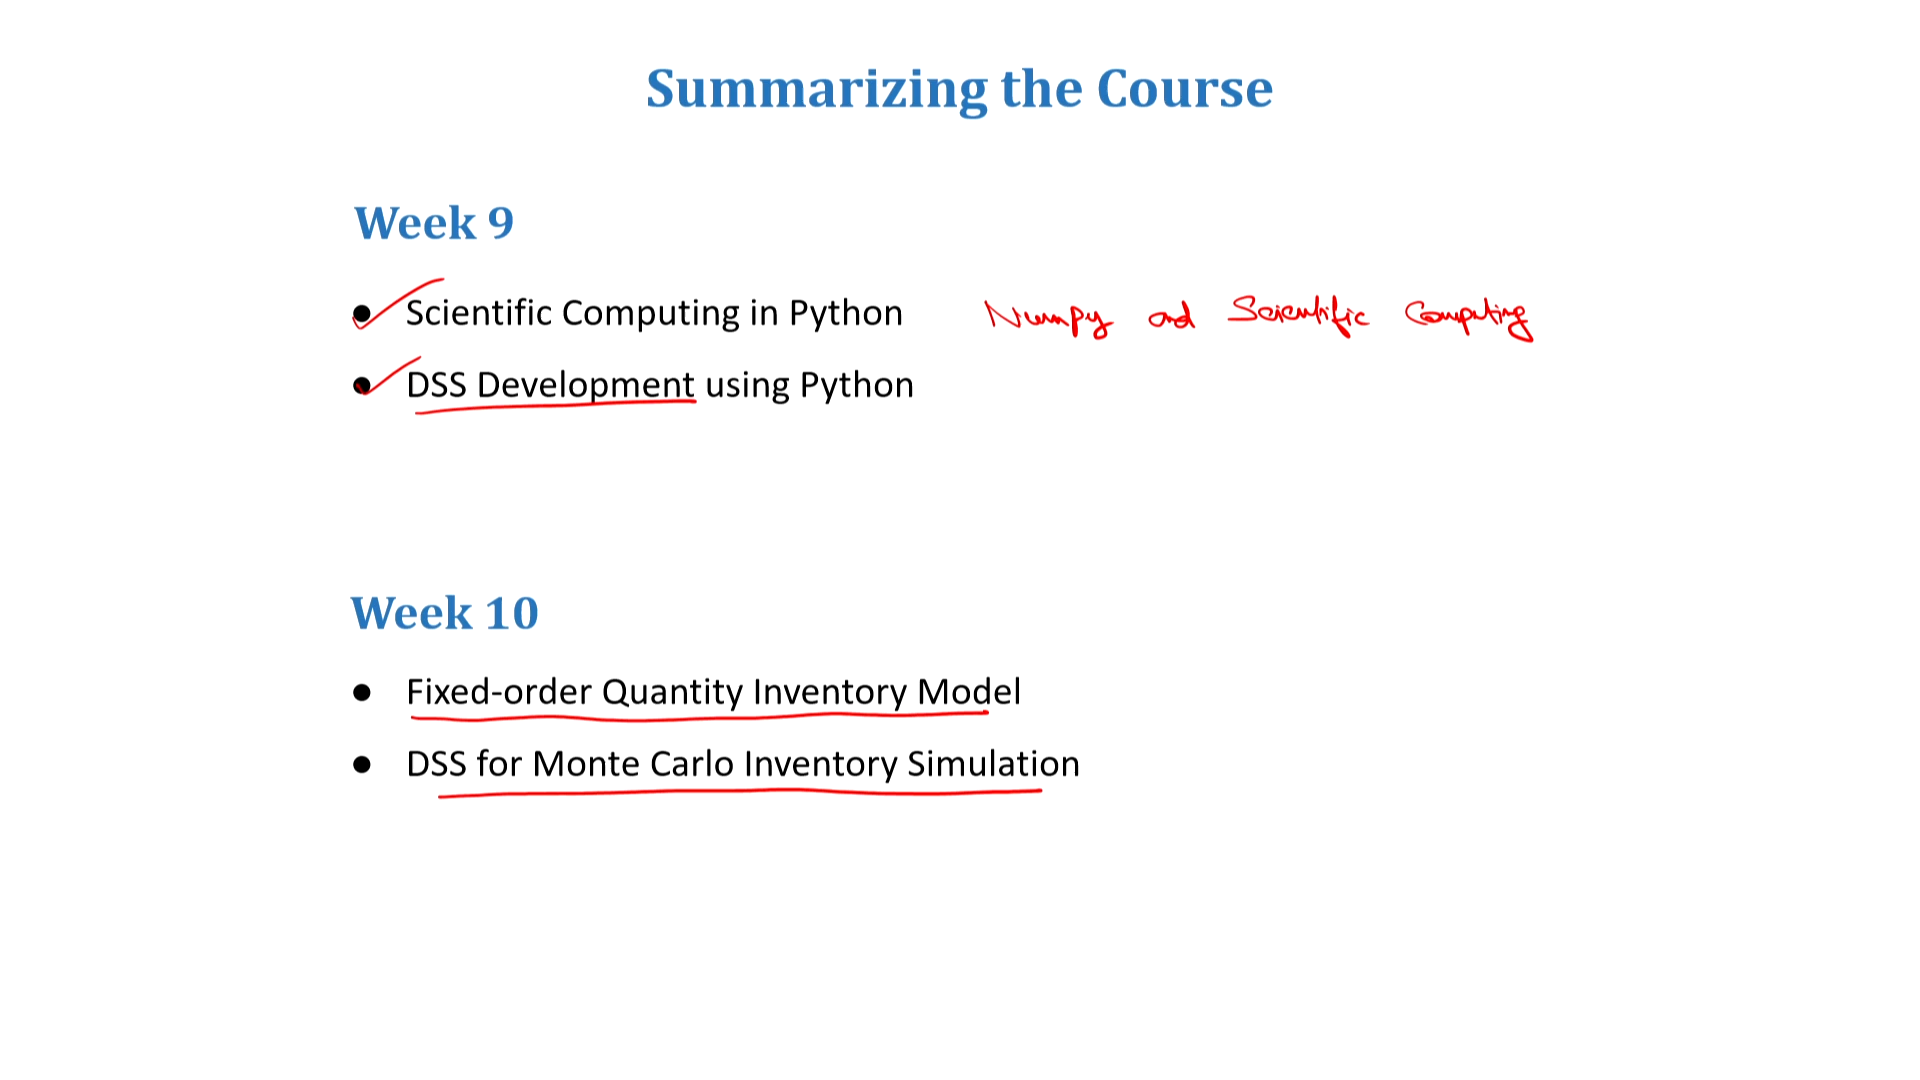 Summarizing the Course
Week 9
● Scientific Computing in Python Numpy and Scientific Computing
● DSS Development using Python
Week 10
● Fixed-order Quantity Inventory Model
● DSS for Monte Carlo Inventory Simulation